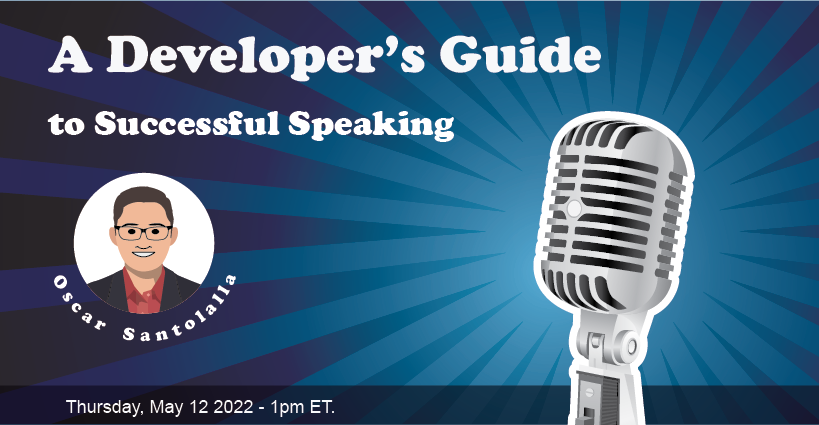 A Developer’s Guide
to Successful Speaking
Oscar Santolalla
Thursday, May 12 2022 - 1pm ET.